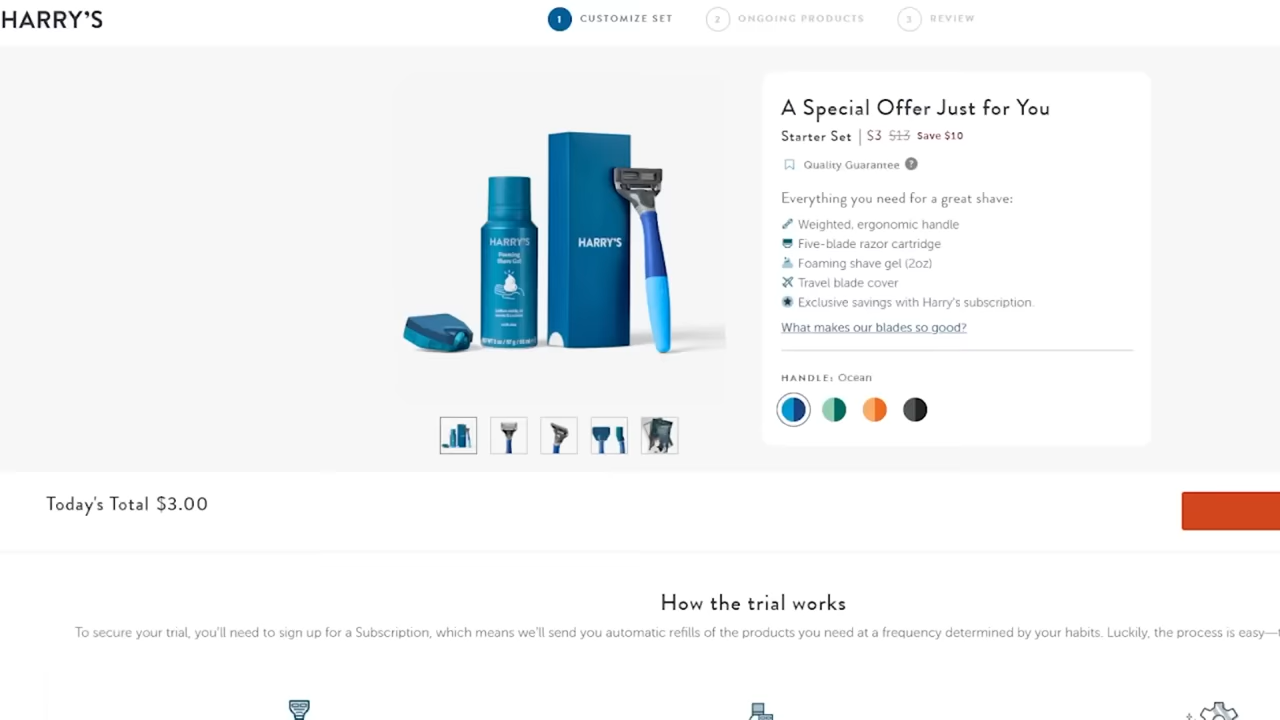 HARRY'S
1 CUSTOMIZE SET 2 ONGOING PRODUCTS 3 REVIEW
A Special Offer Just for You
Starter Set | $3 $13 Save $10
Quality Guarantee ?
Everything you need for a great shave:
Weighted, ergonomic handle
Five-blade razor cartridge
Foaming shave gel (2oz)
Travel blade cover
Exclusive savings with Harry's subscription.
What makes our blades so good?
HANDLE: Ocean
HARRY'S
Foaming
Shave Gel
HARRY'S
Today's Total $3.00
How the trial works
To secure your trial, you'll need to sign up for a Subscription, which means we'll send you automatic refills of the products you need at a frequency determined by your habits. Luckily, the process is easy—